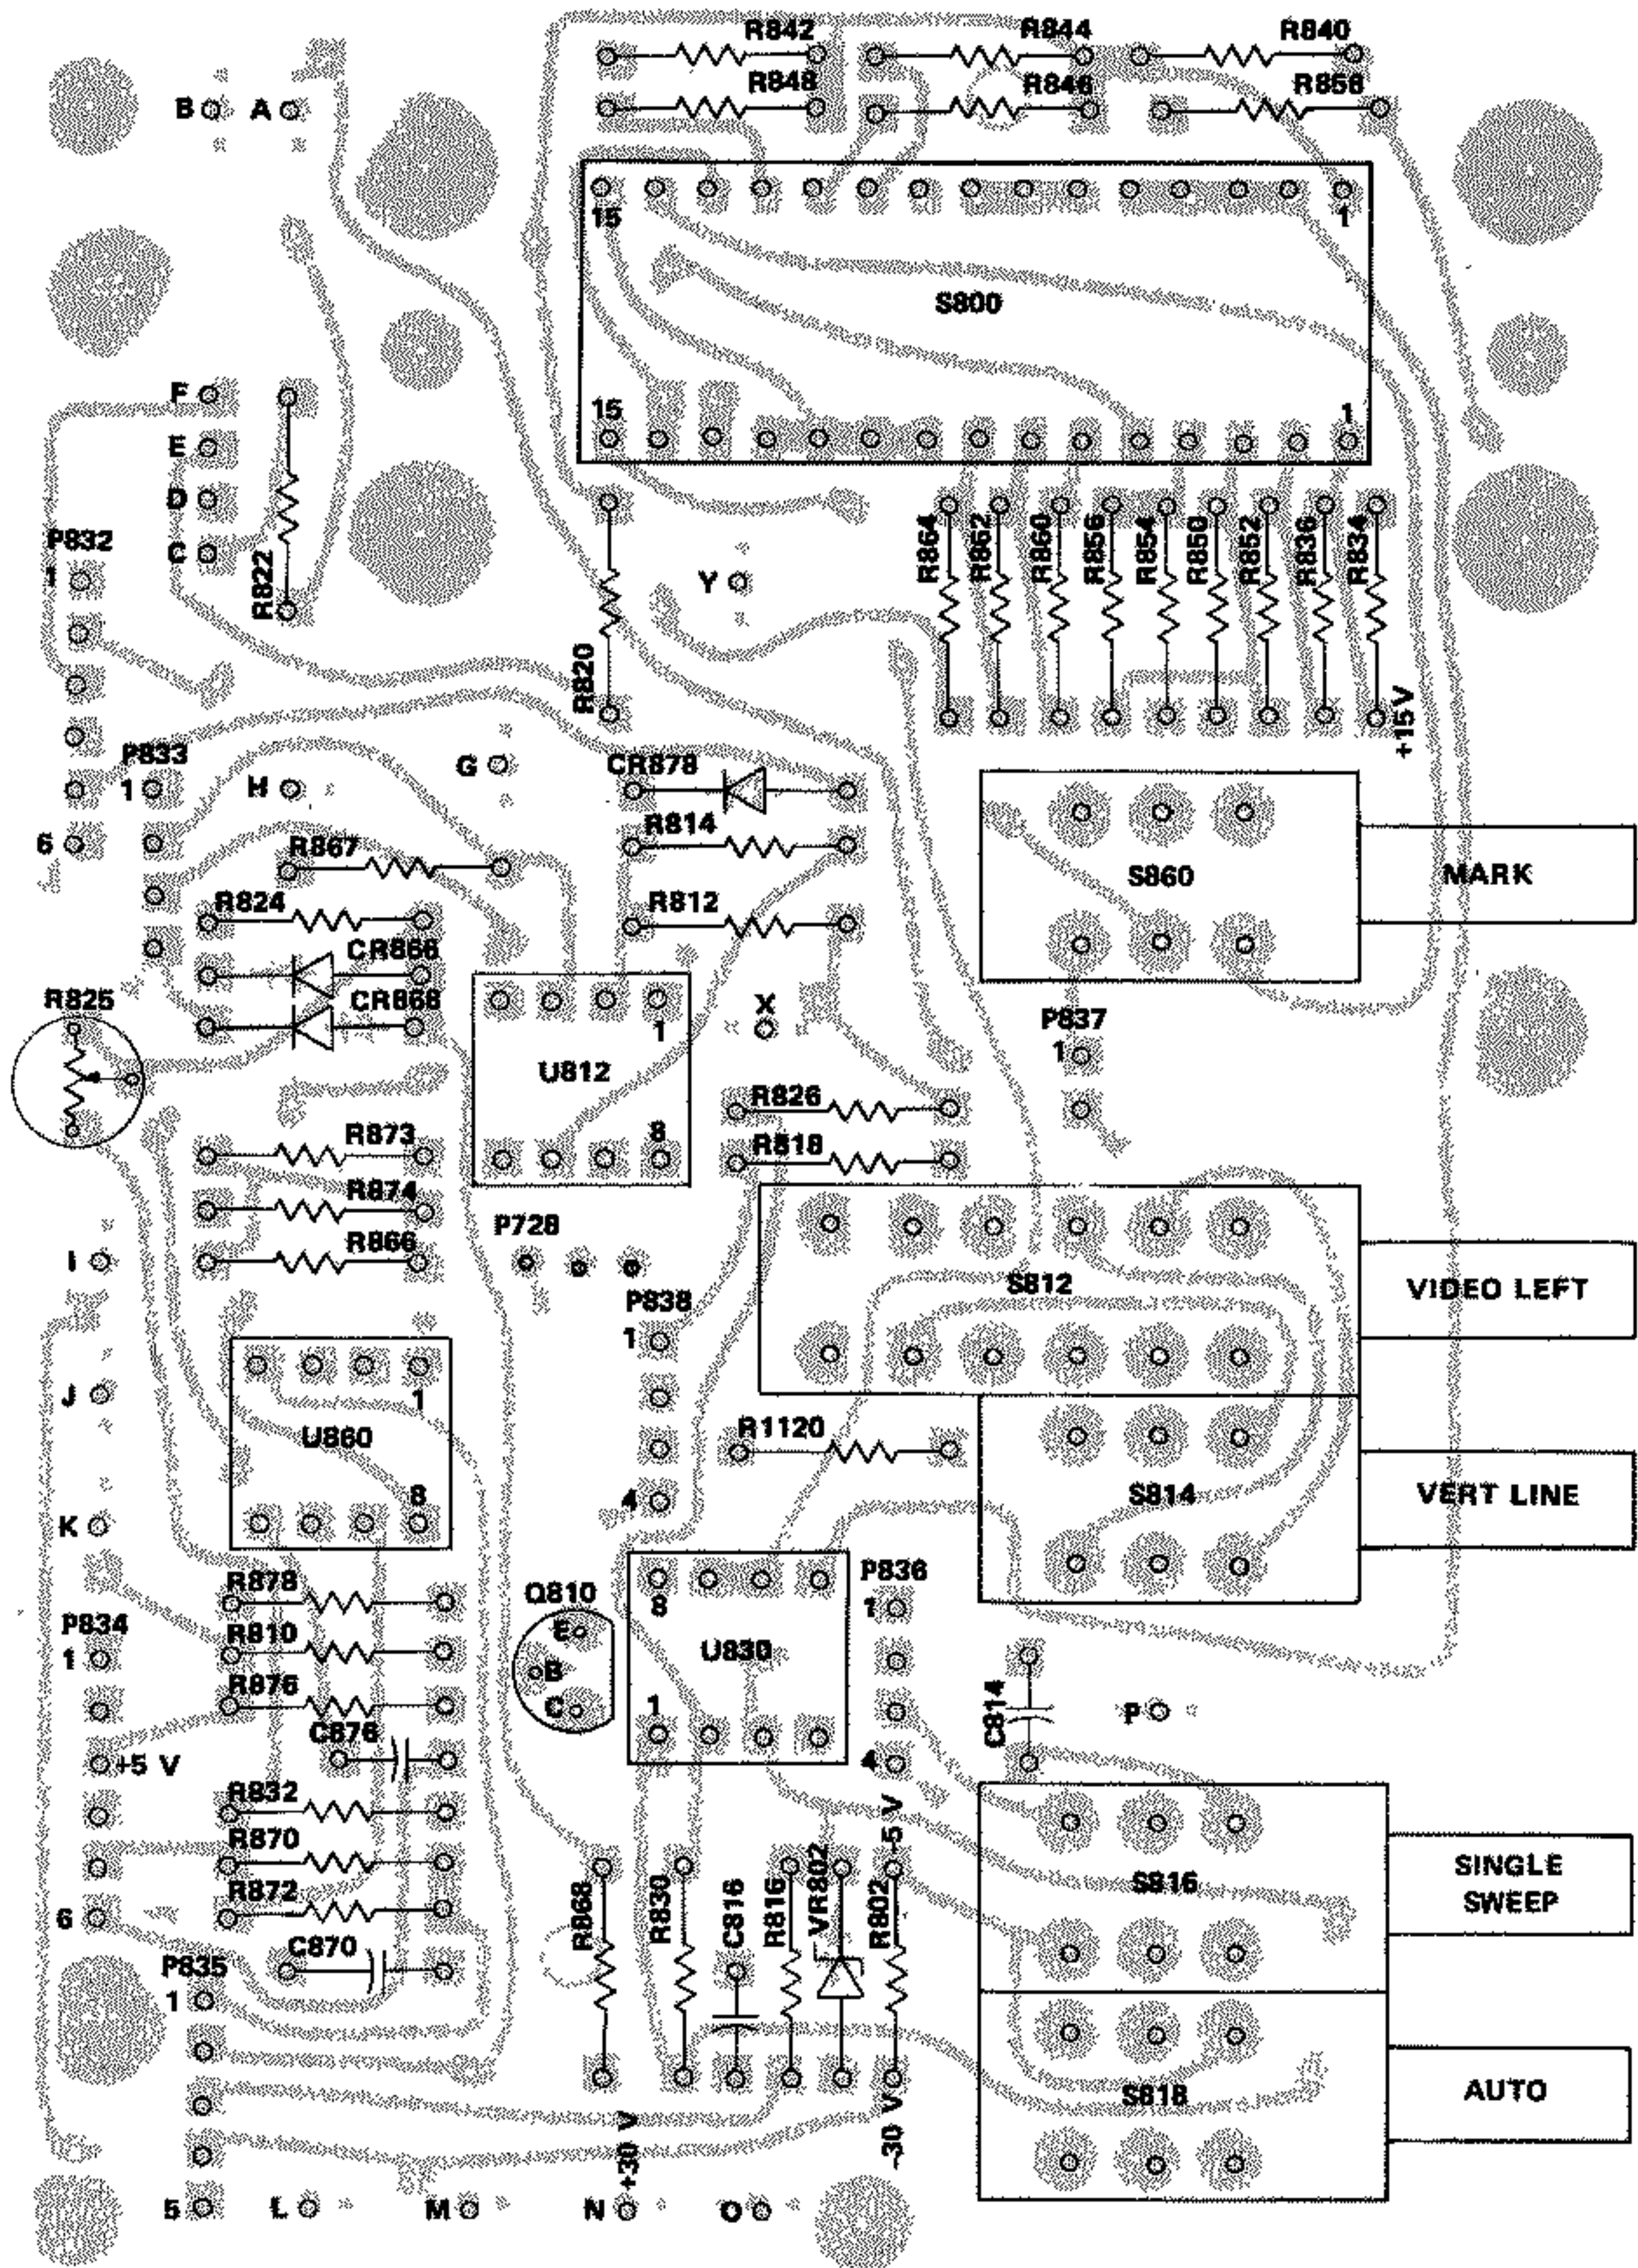 R842
R844
R840
R848
R846
R858
B
A
15
1
S800
15
1
F
E
D
C
R822
P832
1
6
Y
R864
R862
R860
R856
R854
R850
R852
R836
R834
+15V
R820
P833
1
H
G
CR878
R814
R812
R867
R824
CR866
CR868
R825
S860
MARK
X
P837
1
U812
1
8
R826
R818
R873
R874
R866
P728
I
S812
VIDEO LEFT
P838
1
4
J
U860
1
8
R1120
S814
VERT LINE
K
R878
P834
1
R810
R876
C876
+5 V
R832
R870
R872
6
C870
Q810
E
B
C
8
U830
1
P836
1
4
C814
P
-5 V
S816
SINGLE
SWEEP
R868
R830
C816
R816
VR802
R802
P835
1
5
S818
AUTO
+30 V
-30 V
L
M
N
O